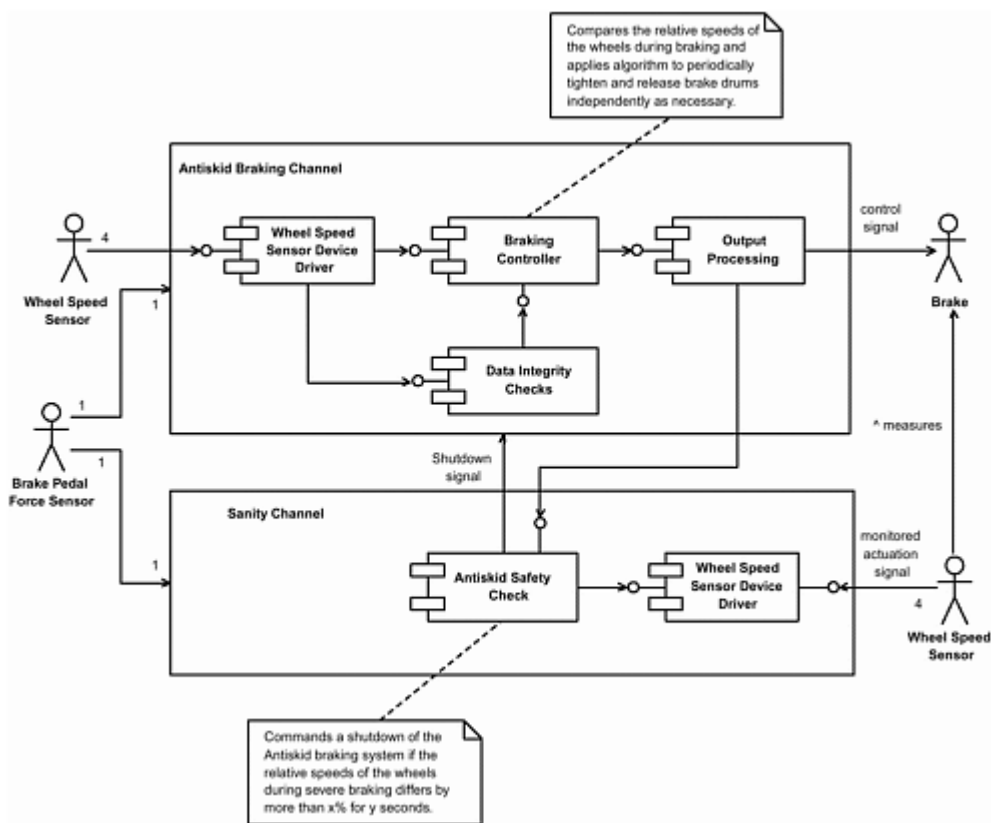 Compares the relative speeds of
the wheels during braking and
applies algorithm to periodically
tighten and release brake drums
independently as necessary.
Antiskid Braking Channel
control
signal
4
Wheel Speed
Sensor Device
Driver
Braking
Controller
Output
Processing
Wheel Speed
Sensor
1
Brake
Data Integrity
Checks
1
^ measures
Shutdown
signal
1
Brake Pedal
Force Sensor
Sanity Channel
monitored
actuation
signal
1
Antiskid Safety
Check
Wheel Speed
Sensor Device
Driver
4
Wheel Speed
Sensor
Commands a shutdown of the
Antiskid braking system if the
relative speeds of the wheels
during severe braking differs by
more than x% for y seconds.